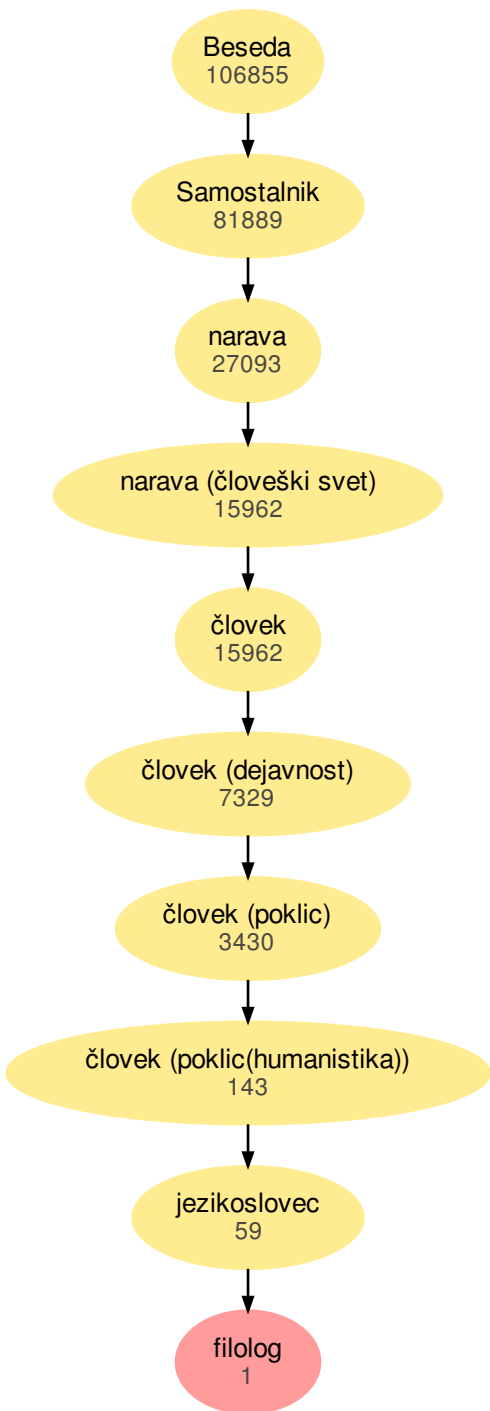 Beseda
106855
Samostalnik
81889
narava
27093
narava (človeški svet)
15962
človek
15962
človek (dejavnost)
7329
človek (poklic)
3430
človek (poklic(humanistika))
143
jezikoslovec
59
filolog
1